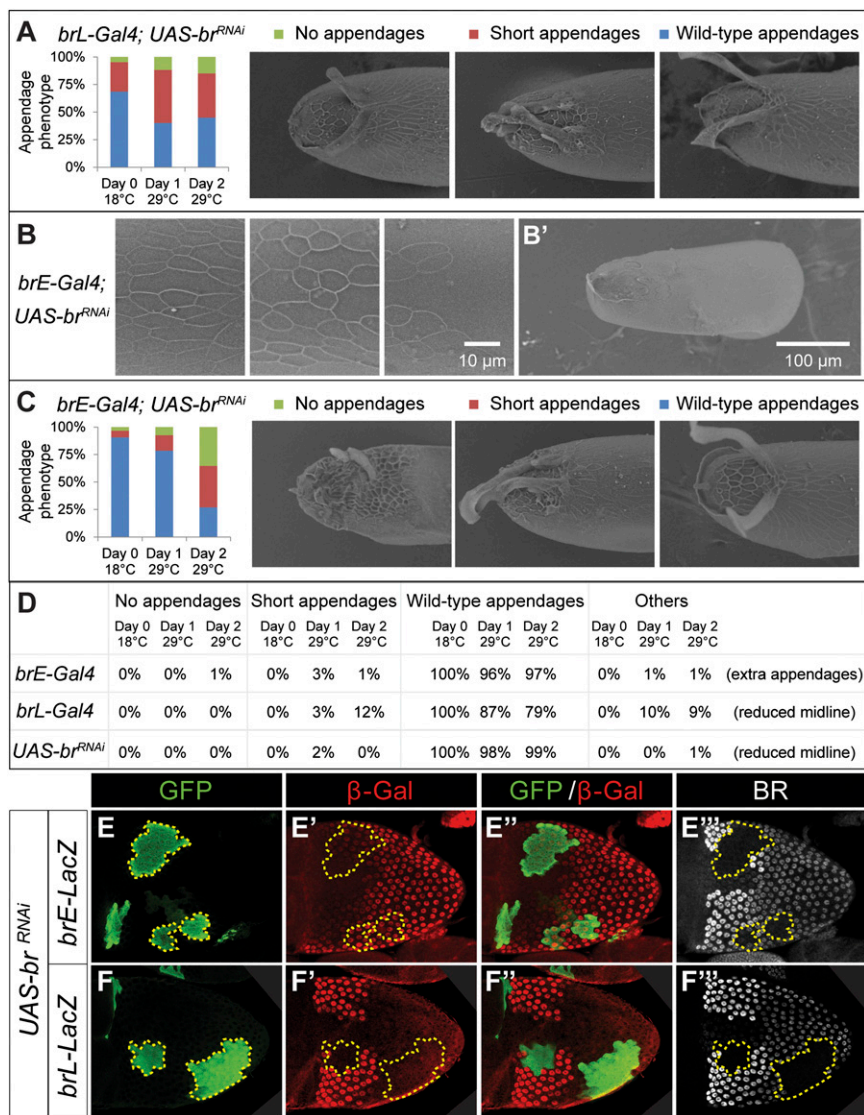 A brL-Gal4; UAS-brRNAi
No appendages Short appendages Wild-type appendages
Appendage phenotype
100%
75%
50%
25%
0%
Day 0 Day 1 Day 2
18°C 29°C 29°C
B B'
brE-Gal4;
UAS-brRNAi
10 µm 100 µm
C brE-Gal4; UAS-brRNAi
No appendages Short appendages Wild-type appendages
Appendage phenotype
100%
75%
50%
25%
0%
Day 0 Day 1 Day 2
18°C 29°C 29°C
D No appendages Short appendages Wild-type appendages Others
Day 0 Day 1 Day 2 Day 0 Day 1 Day 2 Day 0 Day 1 Day 2 Day 0 Day 1 Day 2
18°C 29°C 29°C 18°C 29°C 29°C 18°C 29°C 29°C 18°C 29°C 29°C
brE-Gal4 0% 0% 1% 0% 3% 1% 100% 96% 97% 0% 1% 1% (extra appendages)
brL-Gal4 0% 0% 0% 0% 3% 12% 100% 87% 79% 0% 10% 9% (reduced midline)
UAS-brRNAi 0% 0% 0% 0% 2% 0% 100% 98% 99% 0% 0% 1% (reduced midline)
GFP β-Gal GFP /β-Gal BR
UAS-br RNAi
brE-LacZ
E E' E'' E'''
brL-LacZ
F F' F'' F'''